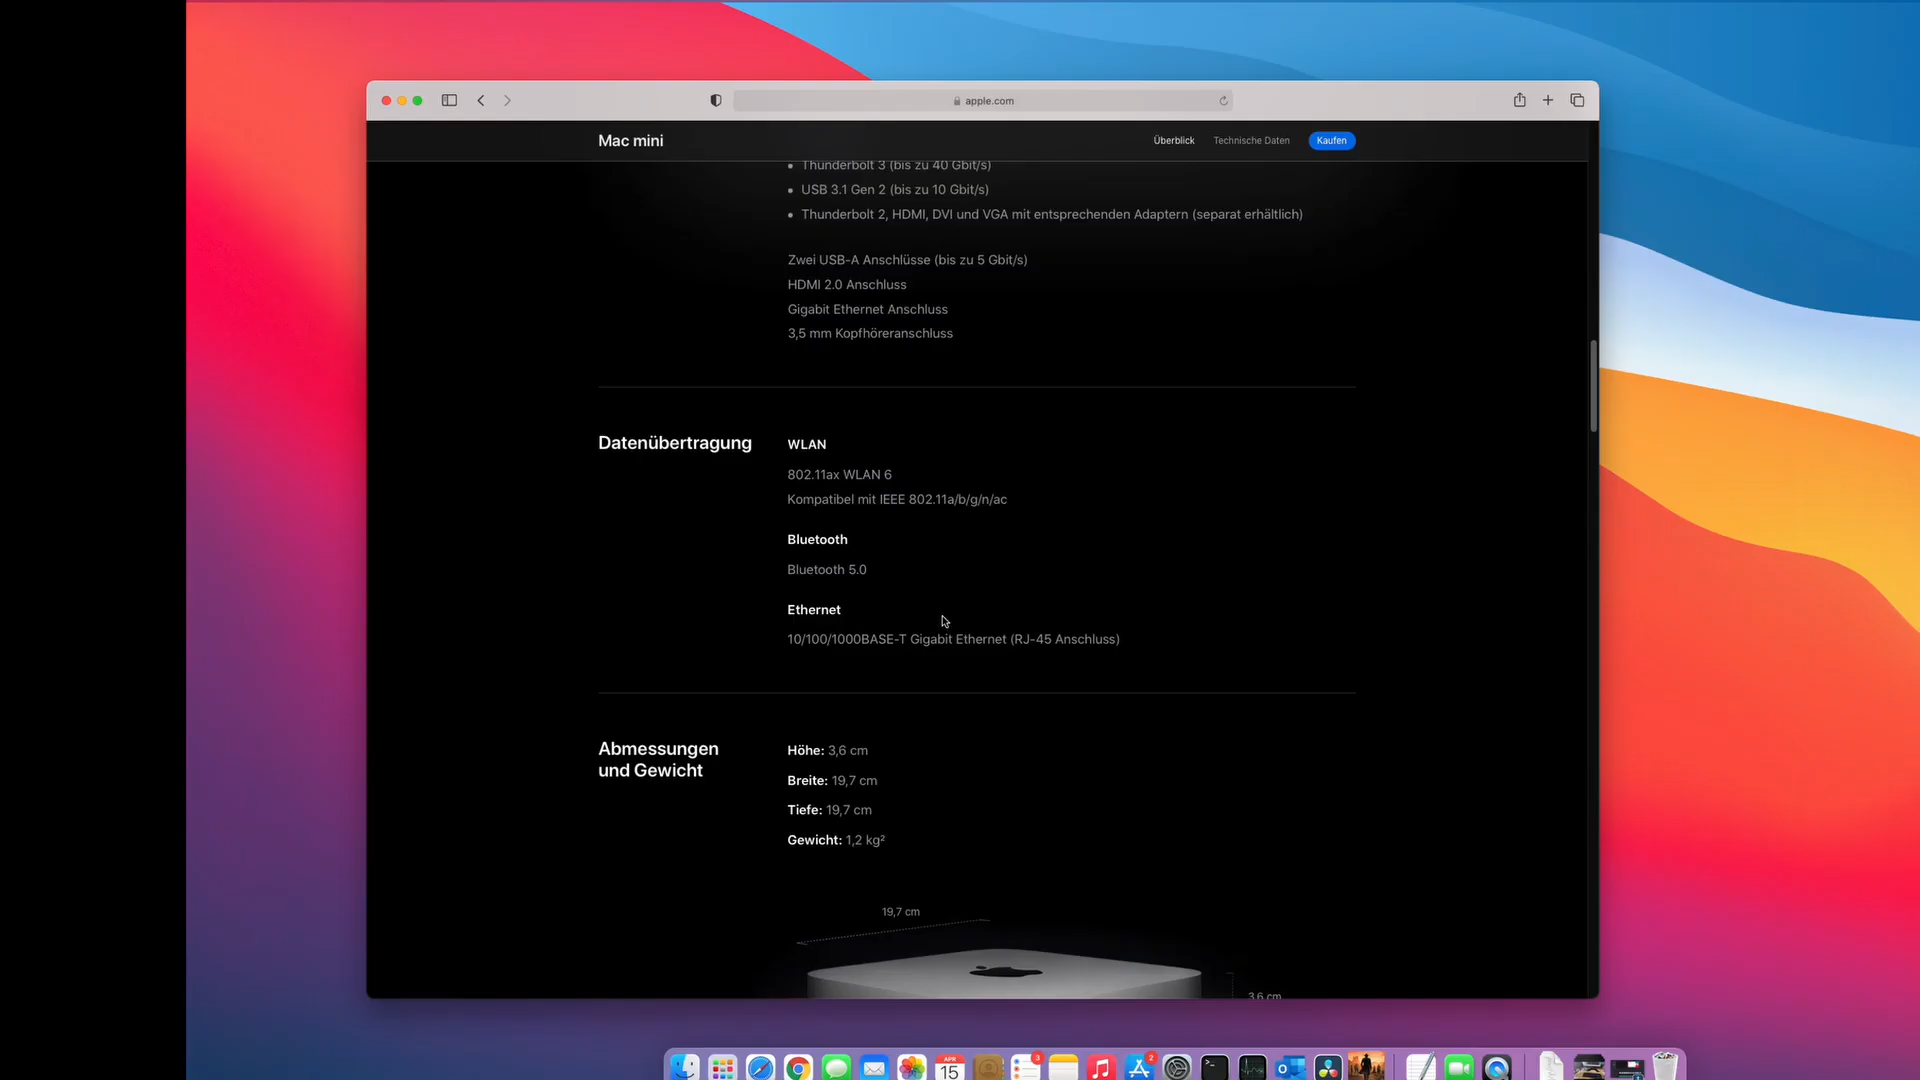 apple.com
Mac mini
Überblick
Technische Daten
Kaufen
• Thunderbolt 3 (bis zu 40 Gbit/s)
• USB 3.1 Gen 2 (bis zu 10 Gbit/s)
• Thunderbolt 2, HDMI, DVI und VGA mit entsprechenden Adaptern (separat erhältlich)
Zwei USB-A Anschlüsse (bis zu 5 Gbit/s)
HDMI 2.0 Anschluss
Gigabit Ethernet Anschluss
3,5 mm Kopfhöreranschluss
Datenübertragung
WLAN
802.11ax WLAN 6
Kompatibel mit IEEE 802.11a/b/g/n/ac
Bluetooth
Bluetooth 5.0
Ethernet
10/100/1000BASE-T Gigabit Ethernet (RJ-45 Anschluss)
Abmessungen
und Gewicht
Höhe: 3,6 cm
Breite: 19,7 cm
Tiefe: 19,7 cm
Gewicht: 1,2 kg²
19,7 cm
3,6 cm
APR
15
3
2